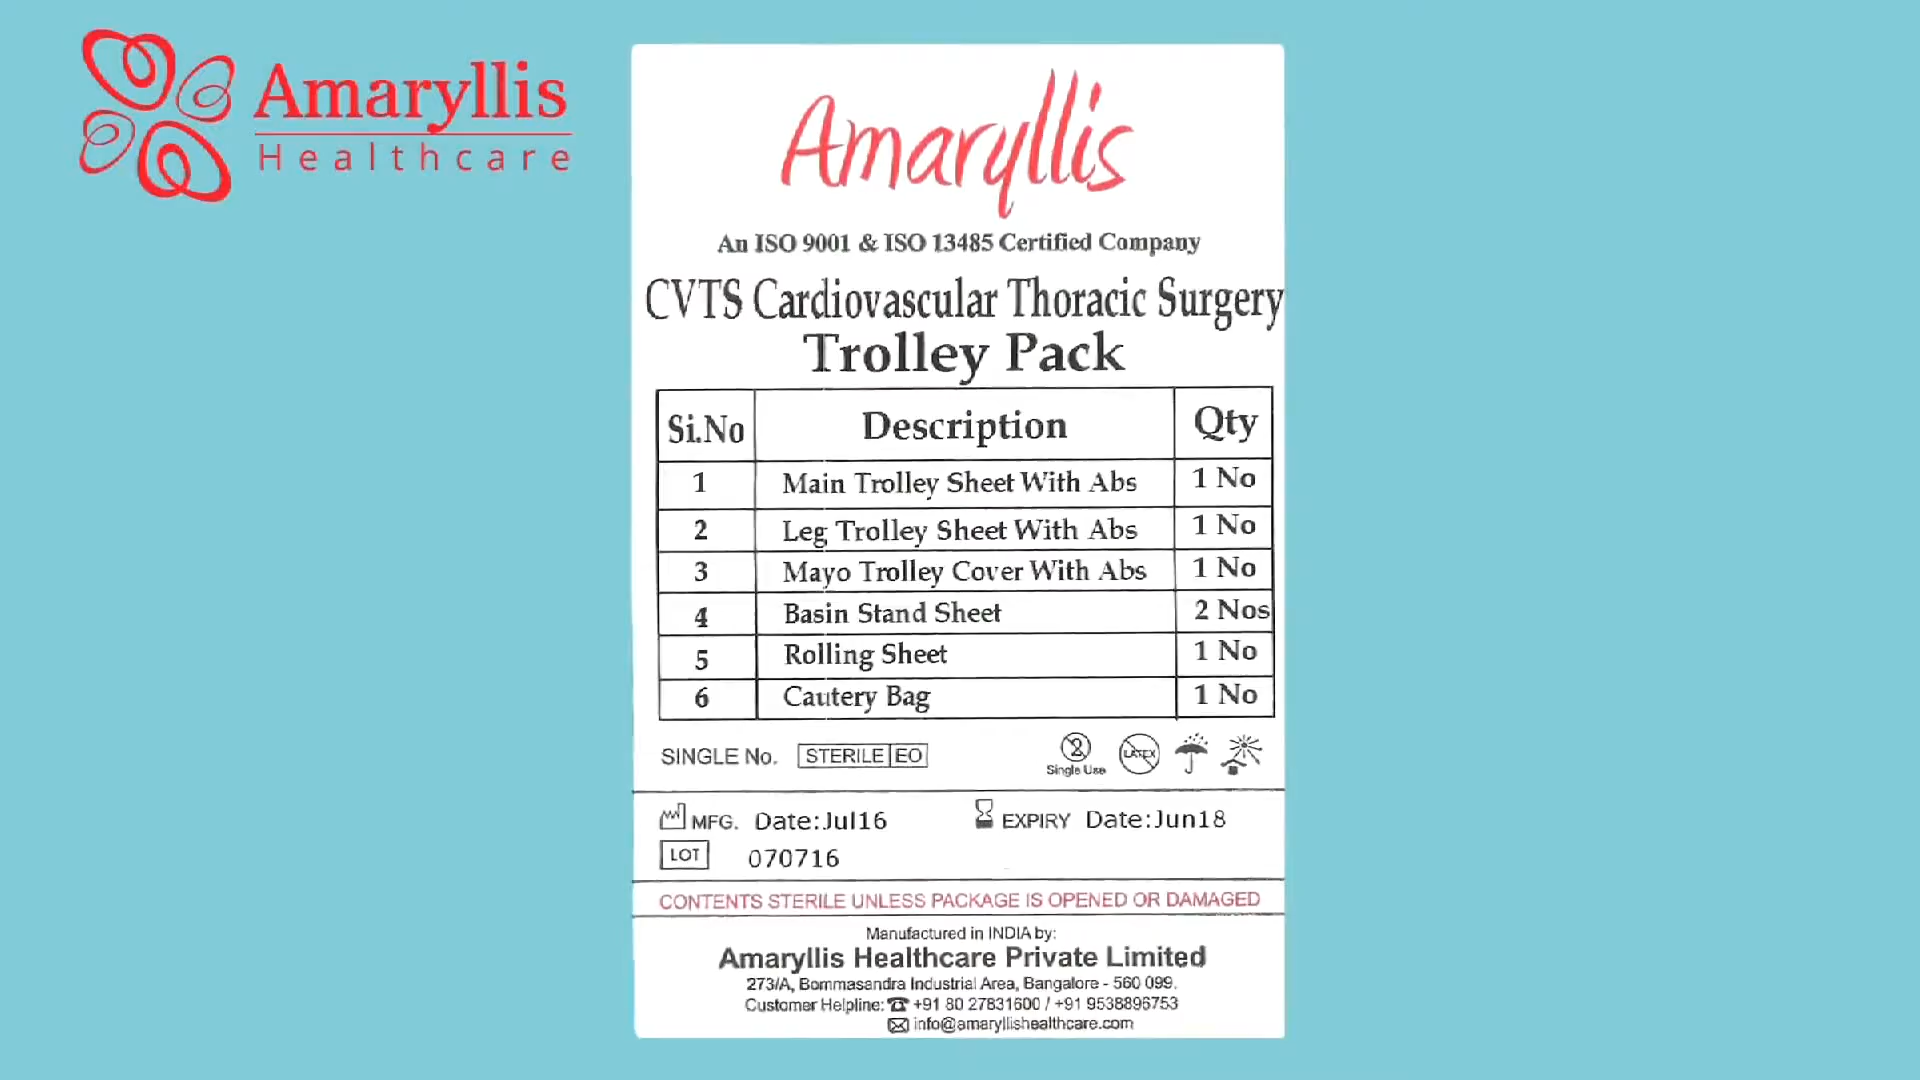 Amaryllis
Healthcare
Amaryllis
An ISO 9001 & ISO 13485 Certified Company
CVTS Cardiovascular Thoracic Surgery
Trolley Pack
Si.No Description Qty
1 Main Trolley Sheet With Abs 1 No
2 Leg Trolley Sheet With Abs 1 No
3 Mayo Trolley Cover With Abs 1 No
4 Basin Stand Sheet 2 Nos
5 Rolling Sheet 1 No
6 Cautery Bag 1 No
SINGLE No. STERILE EO 2 LATEX
Single Use
MFG. Date:Jul16 EXPIRY Date:Jun18
LOT 070716
CONTENTS STERILE UNLESS PACKAGE IS OPENED OR DAMAGED
Manufactured in INDIA by:
Amaryllis Healthcare Private Limited
273/A, Bommasandra Industrial Area, Bangalore - 560 099.
Customer Helpline: ☎ +91 80 27831600 / +91 9538896753
✉ info@amaryllishealthcare.com